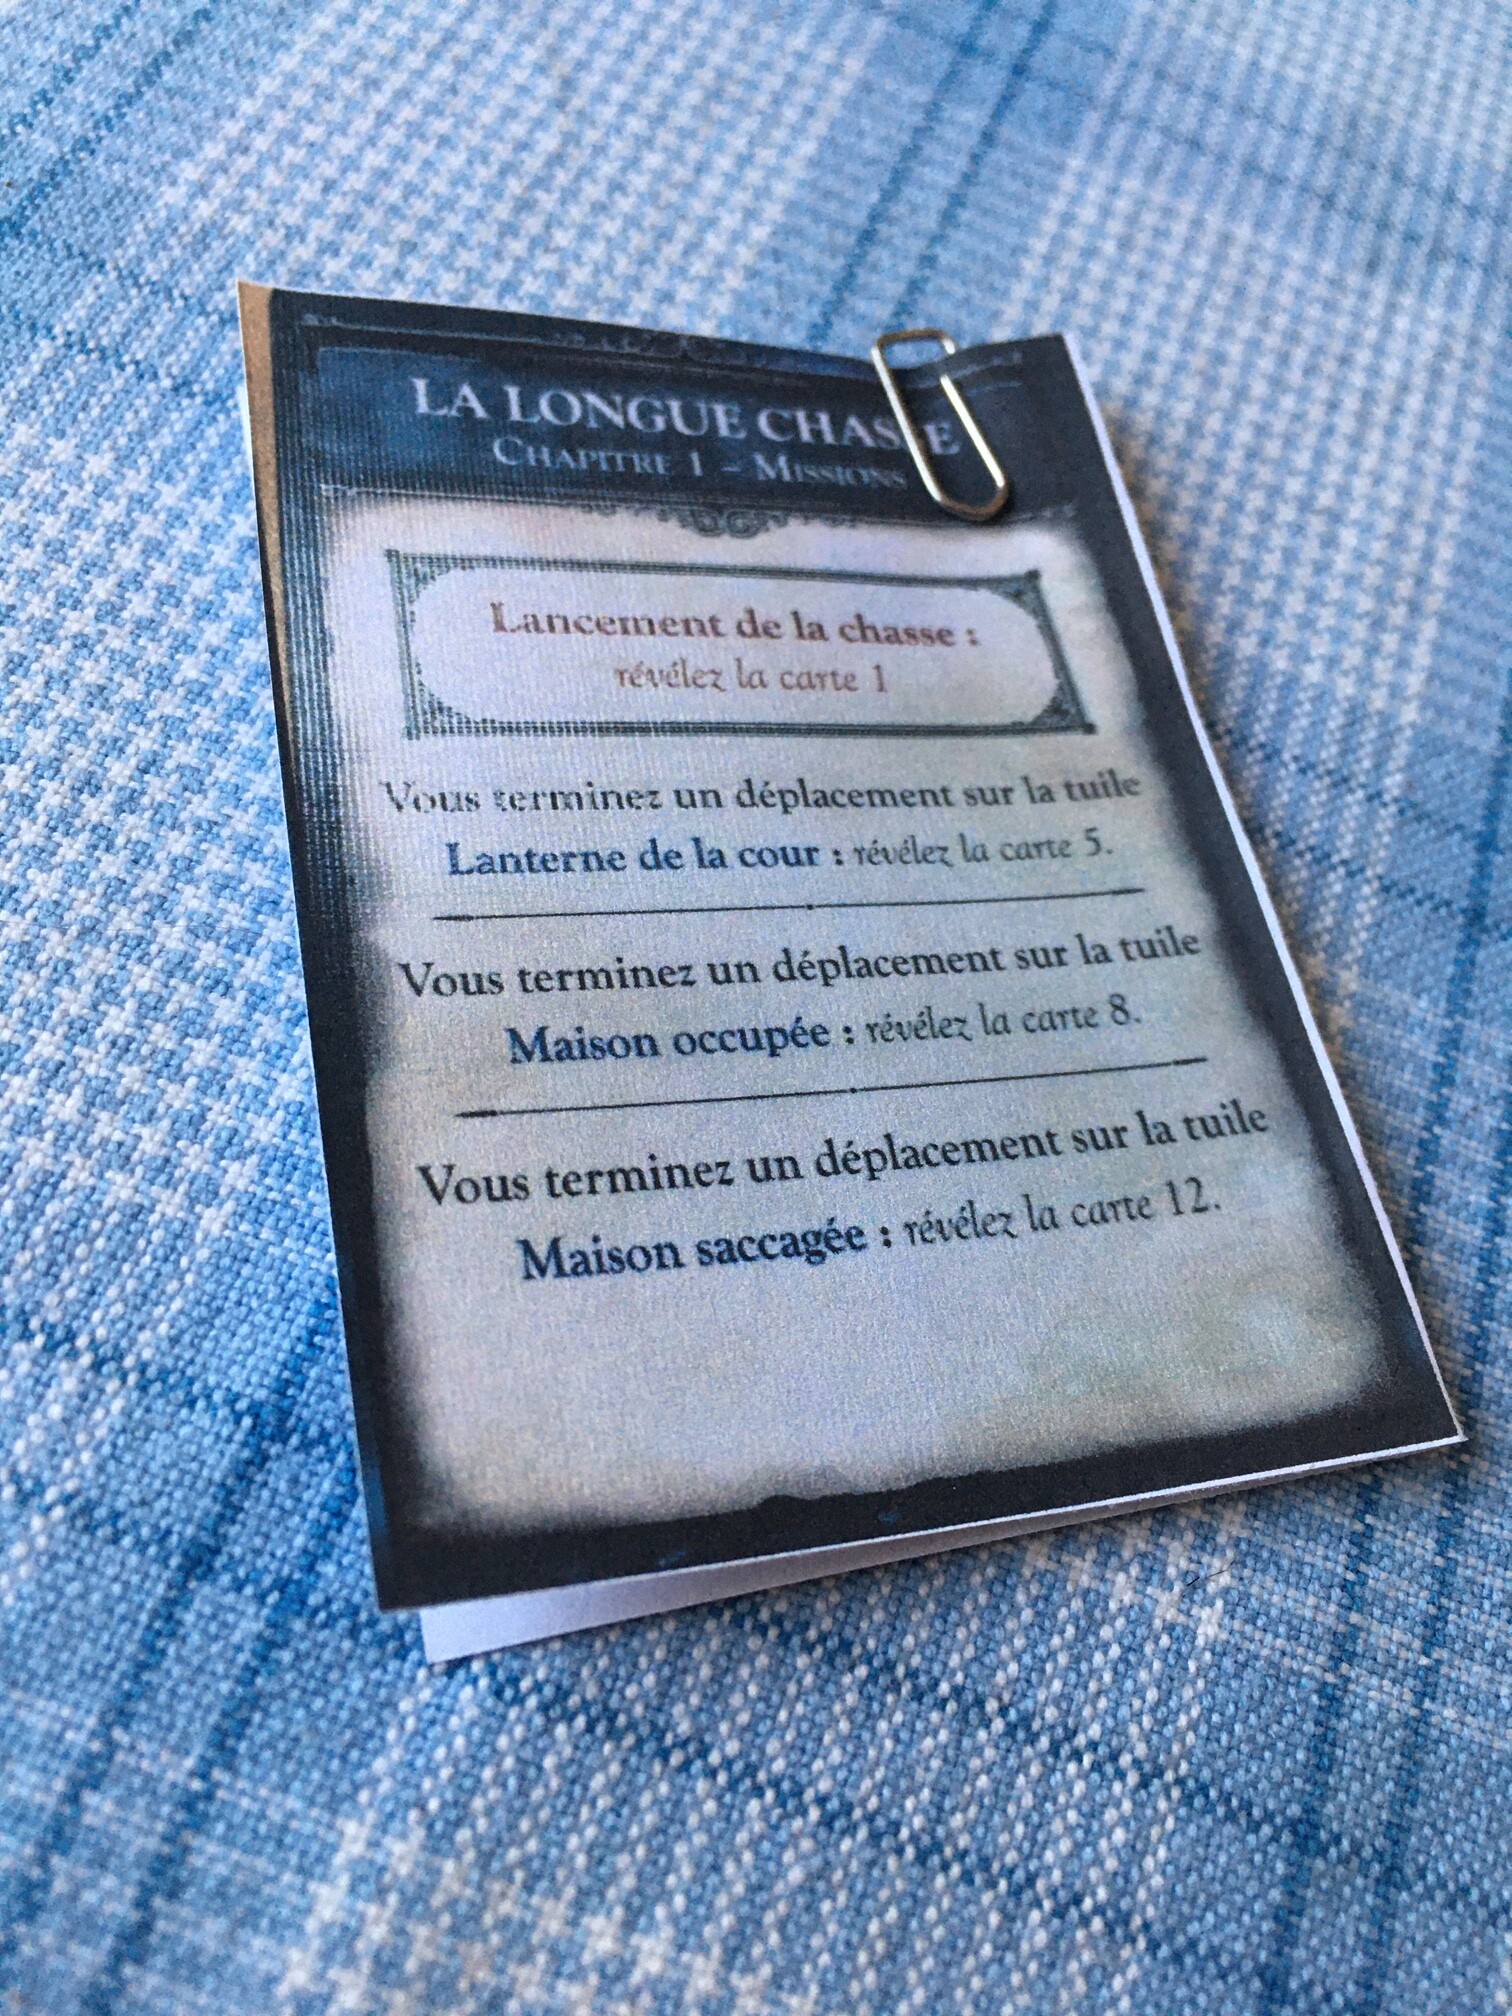 LA LONGUE CHASSE
CHAPITRE 1 – MISSIONS
Lancement de la chasse :
révélez la carte 1
Vous terminez un déplacement sur la tuile
Lanterne de la cour : révélez la carte 5.
Vous terminez un déplacement sur la tuile
Maison occupée : révélez la carte 8.
Vous terminez un déplacement sur la tuile
Maison saccagée : révélez la carte 12.